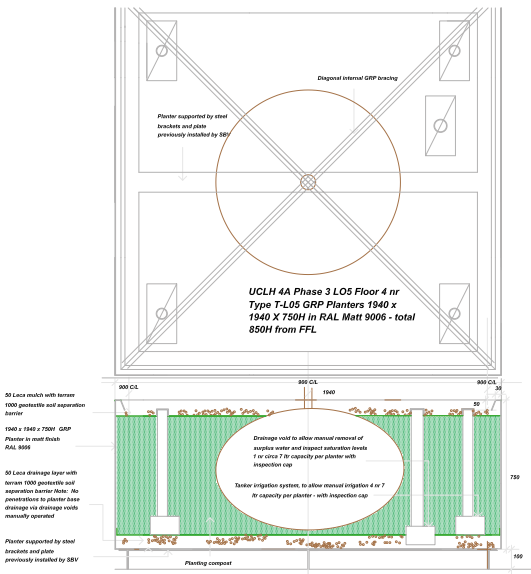 Diagonal internal GRP bracing
Planter supported by steel
brackets and plate
previously installed by SBV
UCLH 4A Phase 3 LO5 Floor 4 nr
Type T-L05 GRP Planters 1940 x
1940 X 750H in RAL Matt 9006 - total
850H from FFL
900 C/L
900 C/L
900 C/L
1940
30
50
50 Leca mulch with terram
1000 geotextile soil separation
barrier
1940 x 1940 x 750H GRP
Planter in matt finish
RAL 9006
50 Leca drainage layer with
terram 1000 geotextile soil
separation barrier Note: No
penetrations to planter base
drainage via drainage voids
manually operated
Planter supported by steel
brackets and plate
previously installed by SBV
Drainage void to allow manual removal of
surplus water and inspect saturation levels
1 nr circa 7 ltr capacity per planter with
inspection cap
Tanker irrigation system, to allow manual irrigation 4 nr 7
ltr capacity per planter - with inspection cap
750
100
Planting compost